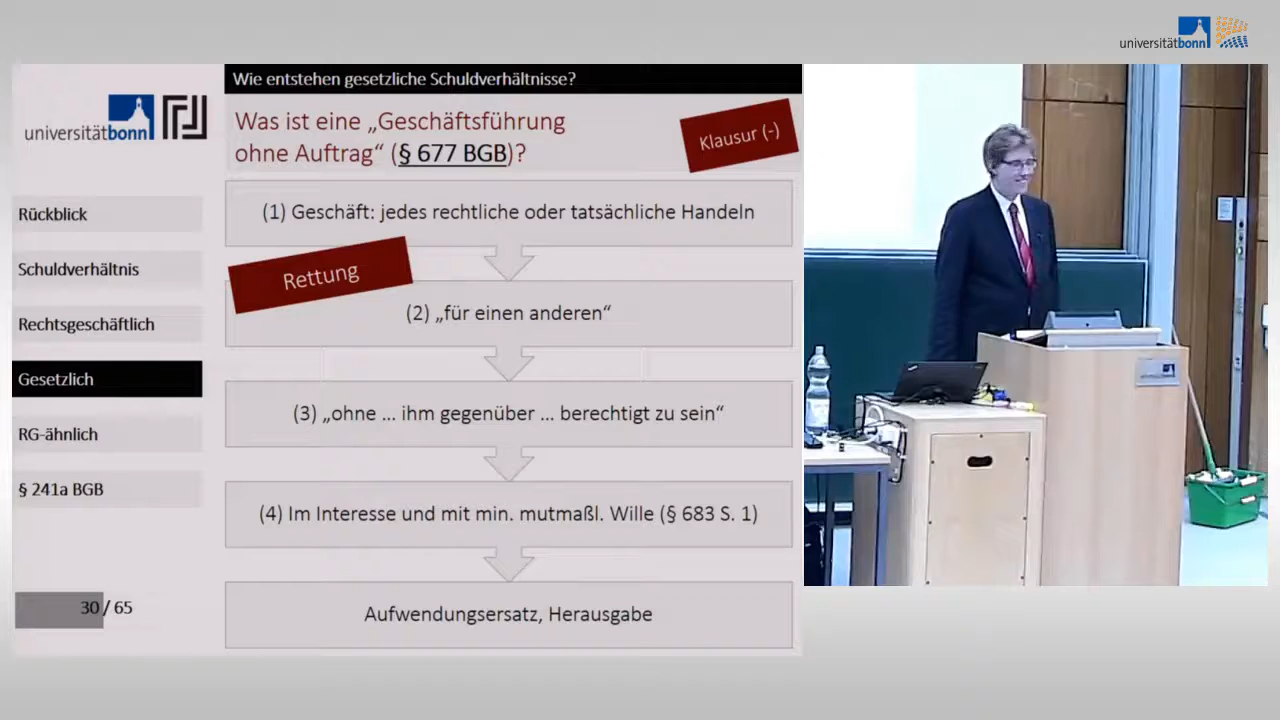 universitätbonn
Wie entstehen gesetzliche Schuldverhältnisse?
universitätbonn
Was ist eine „Geschäftsführung
ohne Auftrag“ (§ 677 BGB)?
Klausur (-)
Rückblick
Schuldverhältnis
Rechtsgeschäftlich
Gesetzlich
RG-ähnlich
§ 241a BGB
30 / 65
(1) Geschäft: jedes rechtliche oder tatsächliche Handeln
Rettung
(2) „für einen anderen“
(3) „ohne ... ihm gegenüber ... berechtigt zu sein“
(4) Im Interesse und mit min. mutmaßl. Wille (§ 683 S. 1)
Aufwendungsersatz, Herausgabe